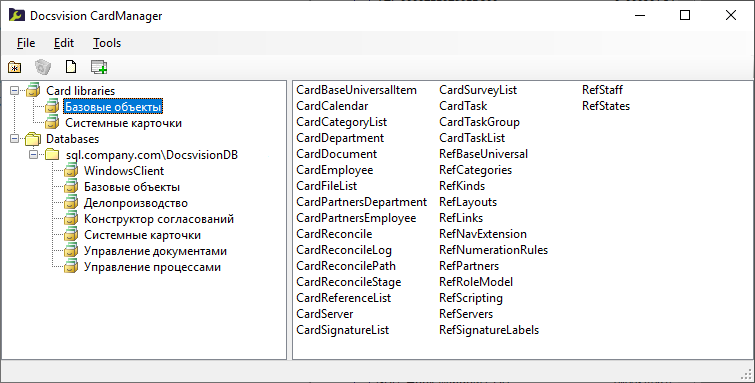 Docsvision CardManager
File Edit Tools
Card libraries
Базовые объекты
Системные карточки
Databases
sql.company.com\DocsvisionDB
WindowsClient
Базовые объекты
Делопроизводство
Конструктор согласований
Системные карточки
Управление документами
Управление процессами
CardBaseUniversalItem CardSurveyList RefStaff
CardCalendar CardTask RefStates
CardCategoryList CardTaskGroup
CardDepartment CardTaskList
CardDocument RefBaseUniversal
CardEmployee RefCategories
CardFileList RefKinds
CardPartnersDepartment RefLayouts
CardPartnersEmployee RefLinks
CardReconcile RefNavExtension
CardReconcileLog RefNumerationRules
CardReconcilePath RefPartners
CardReconcileStage RefRoleModel
CardReferenceList RefScripting
CardServer RefServers
CardSignatureList RefSignatureLabels